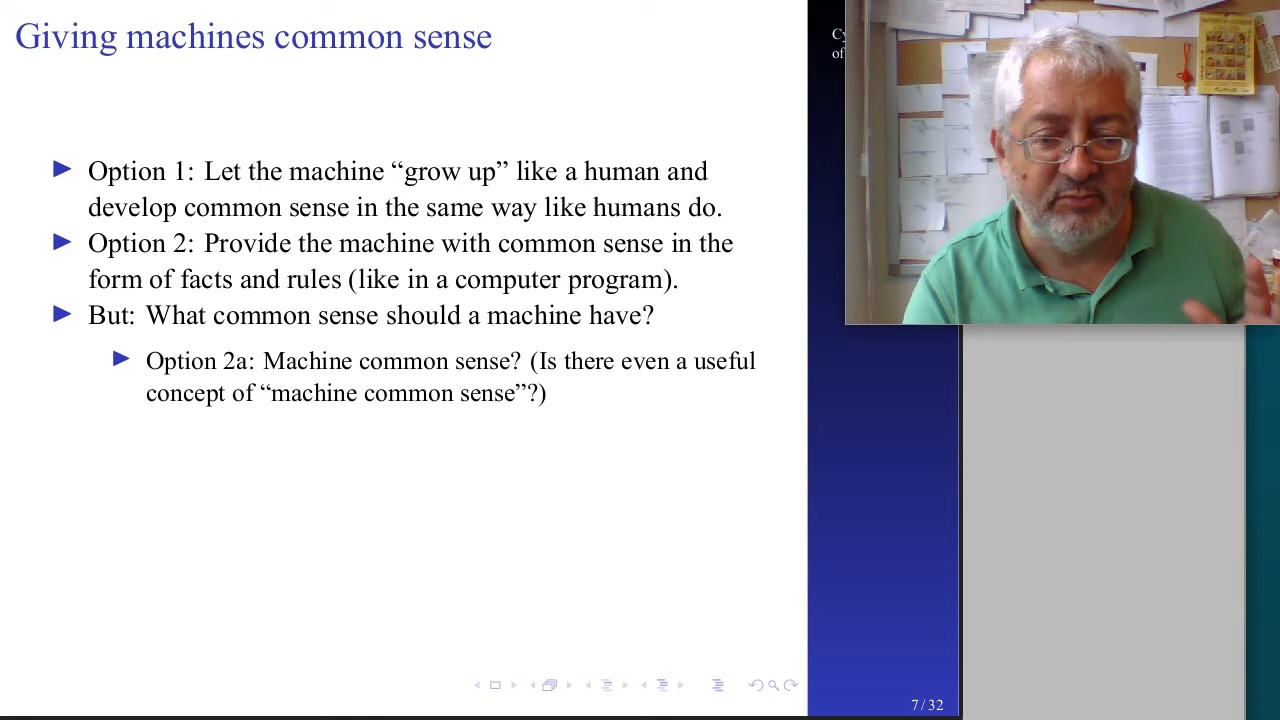 Giving machines common sense
Option 1: Let the machine “grow up” like a human and
develop common sense in the same way like humans do.
Option 2: Provide the machine with common sense in the
form of facts and rules (like in a computer program).
But: What common sense should a machine have?
Option 2a: Machine common sense? (Is there even a useful
concept of “machine common sense”?)
7 / 32